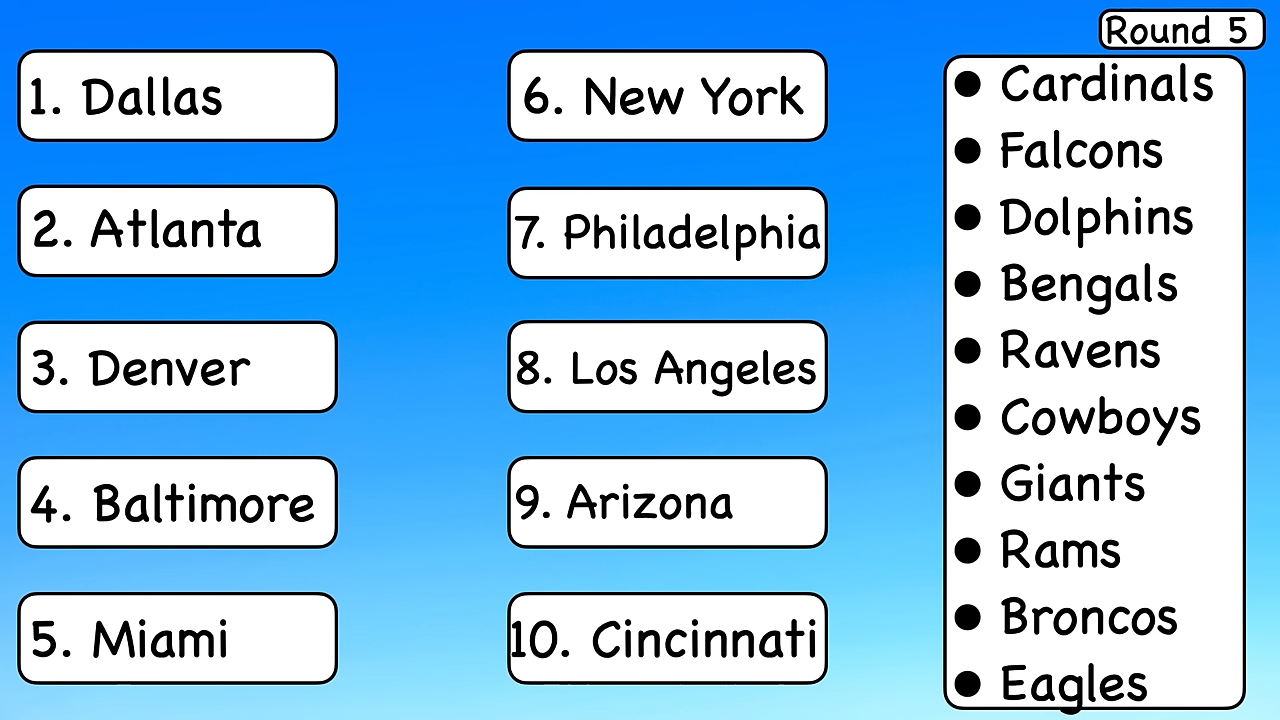 Round 5
1. Dallas
2. Atlanta
3. Denver
4. Baltimore
5. Miami
6. New York
7. Philadelphia
8. Los Angeles
9. Arizona
10. Cincinnati
● Cardinals
● Falcons
● Dolphins
● Bengals
● Ravens
● Cowboys
● Giants
● Rams
● Broncos
● Eagles